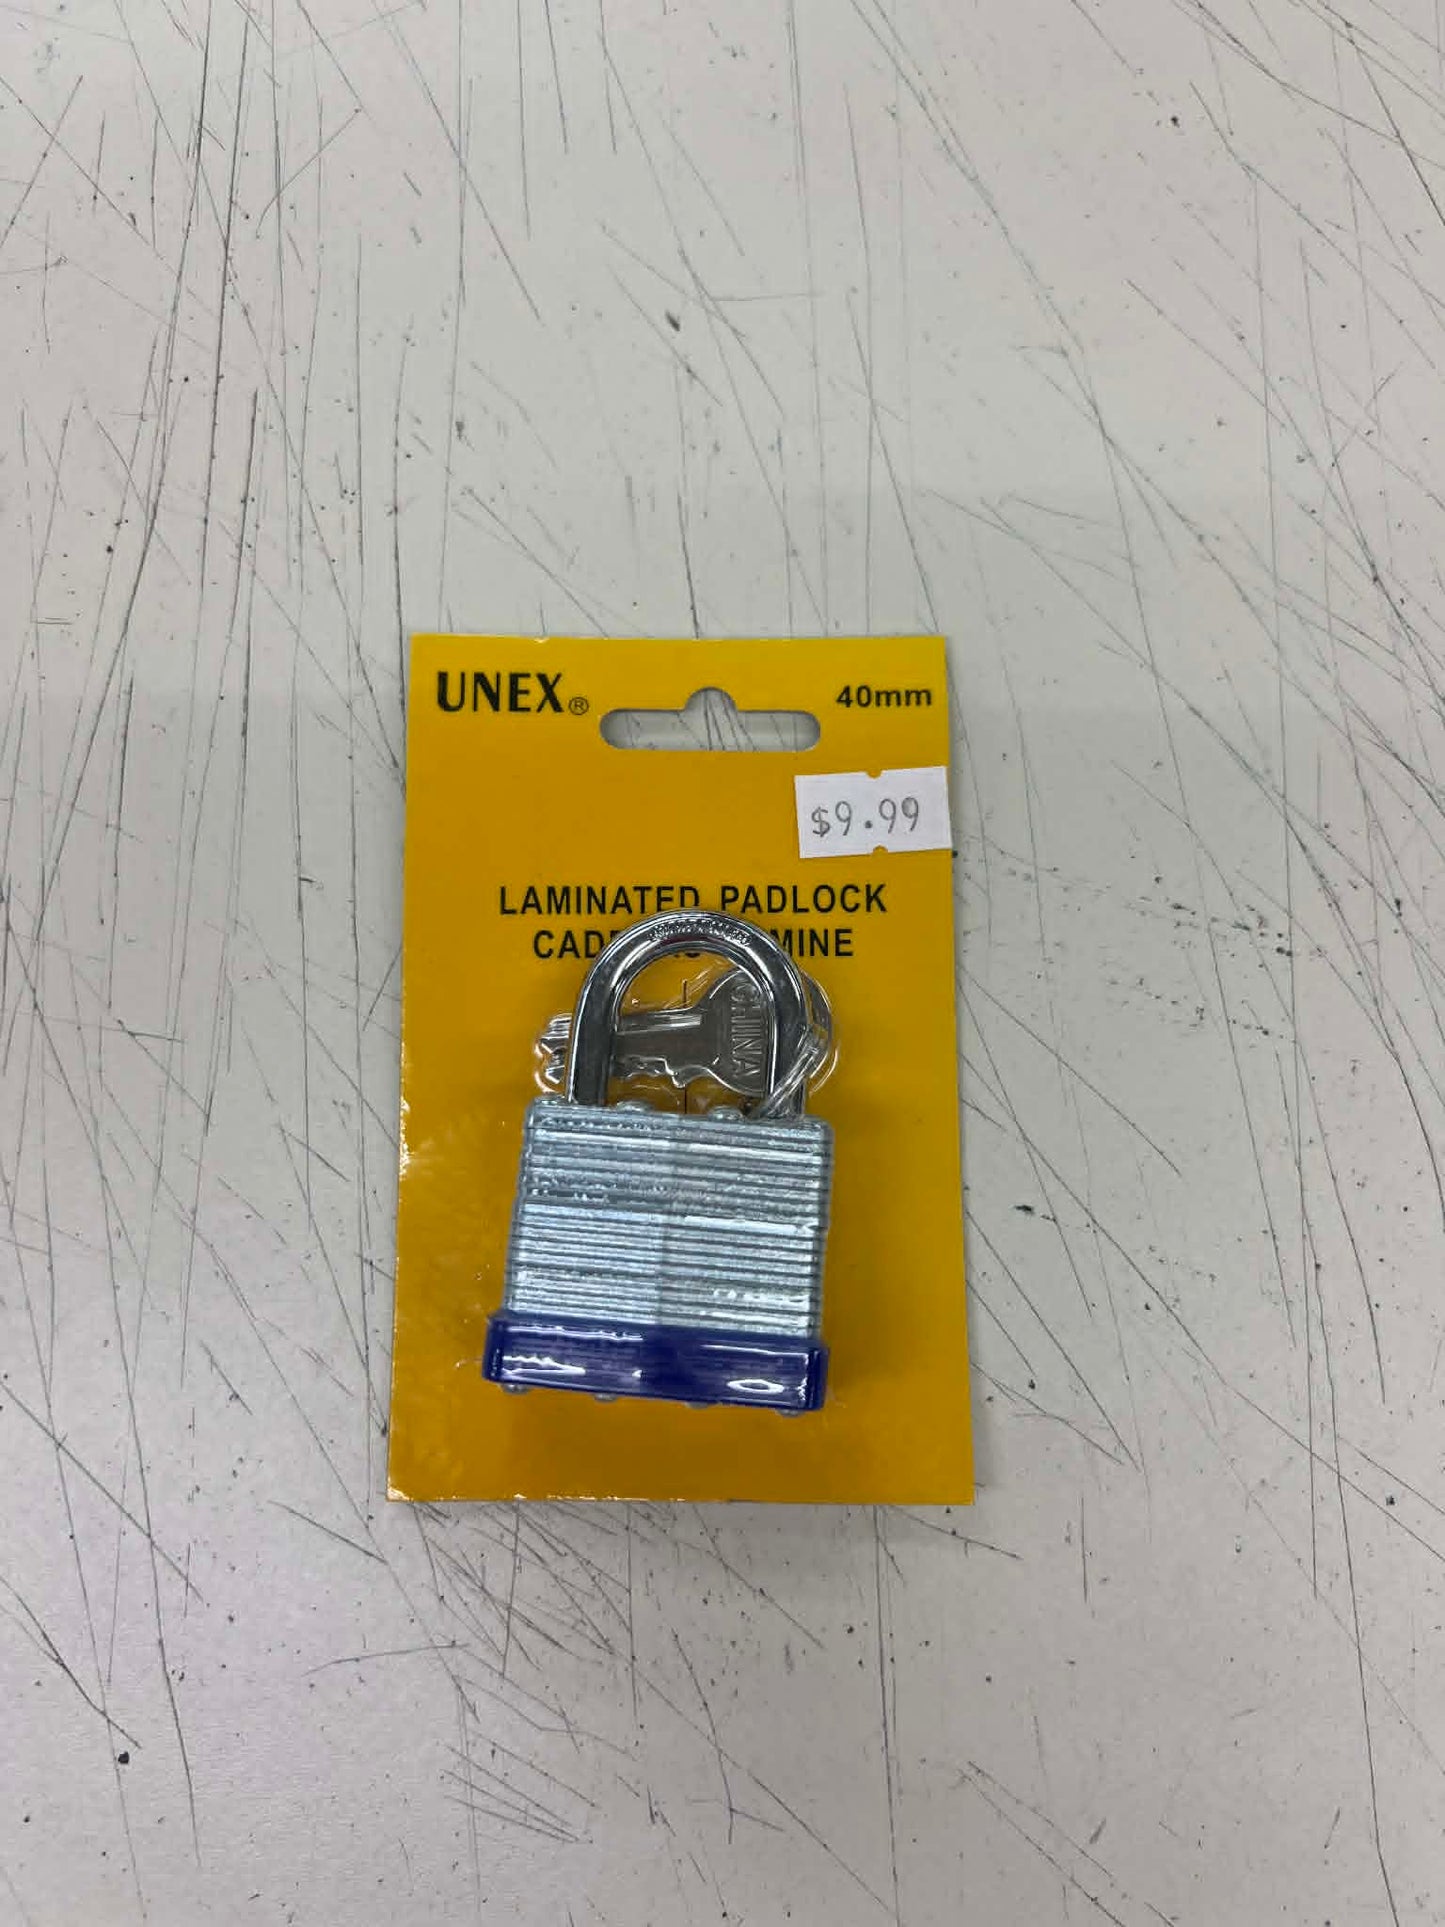 UNEX®
40mm
$9.99
LAMINATED PADLOCK
CHINA